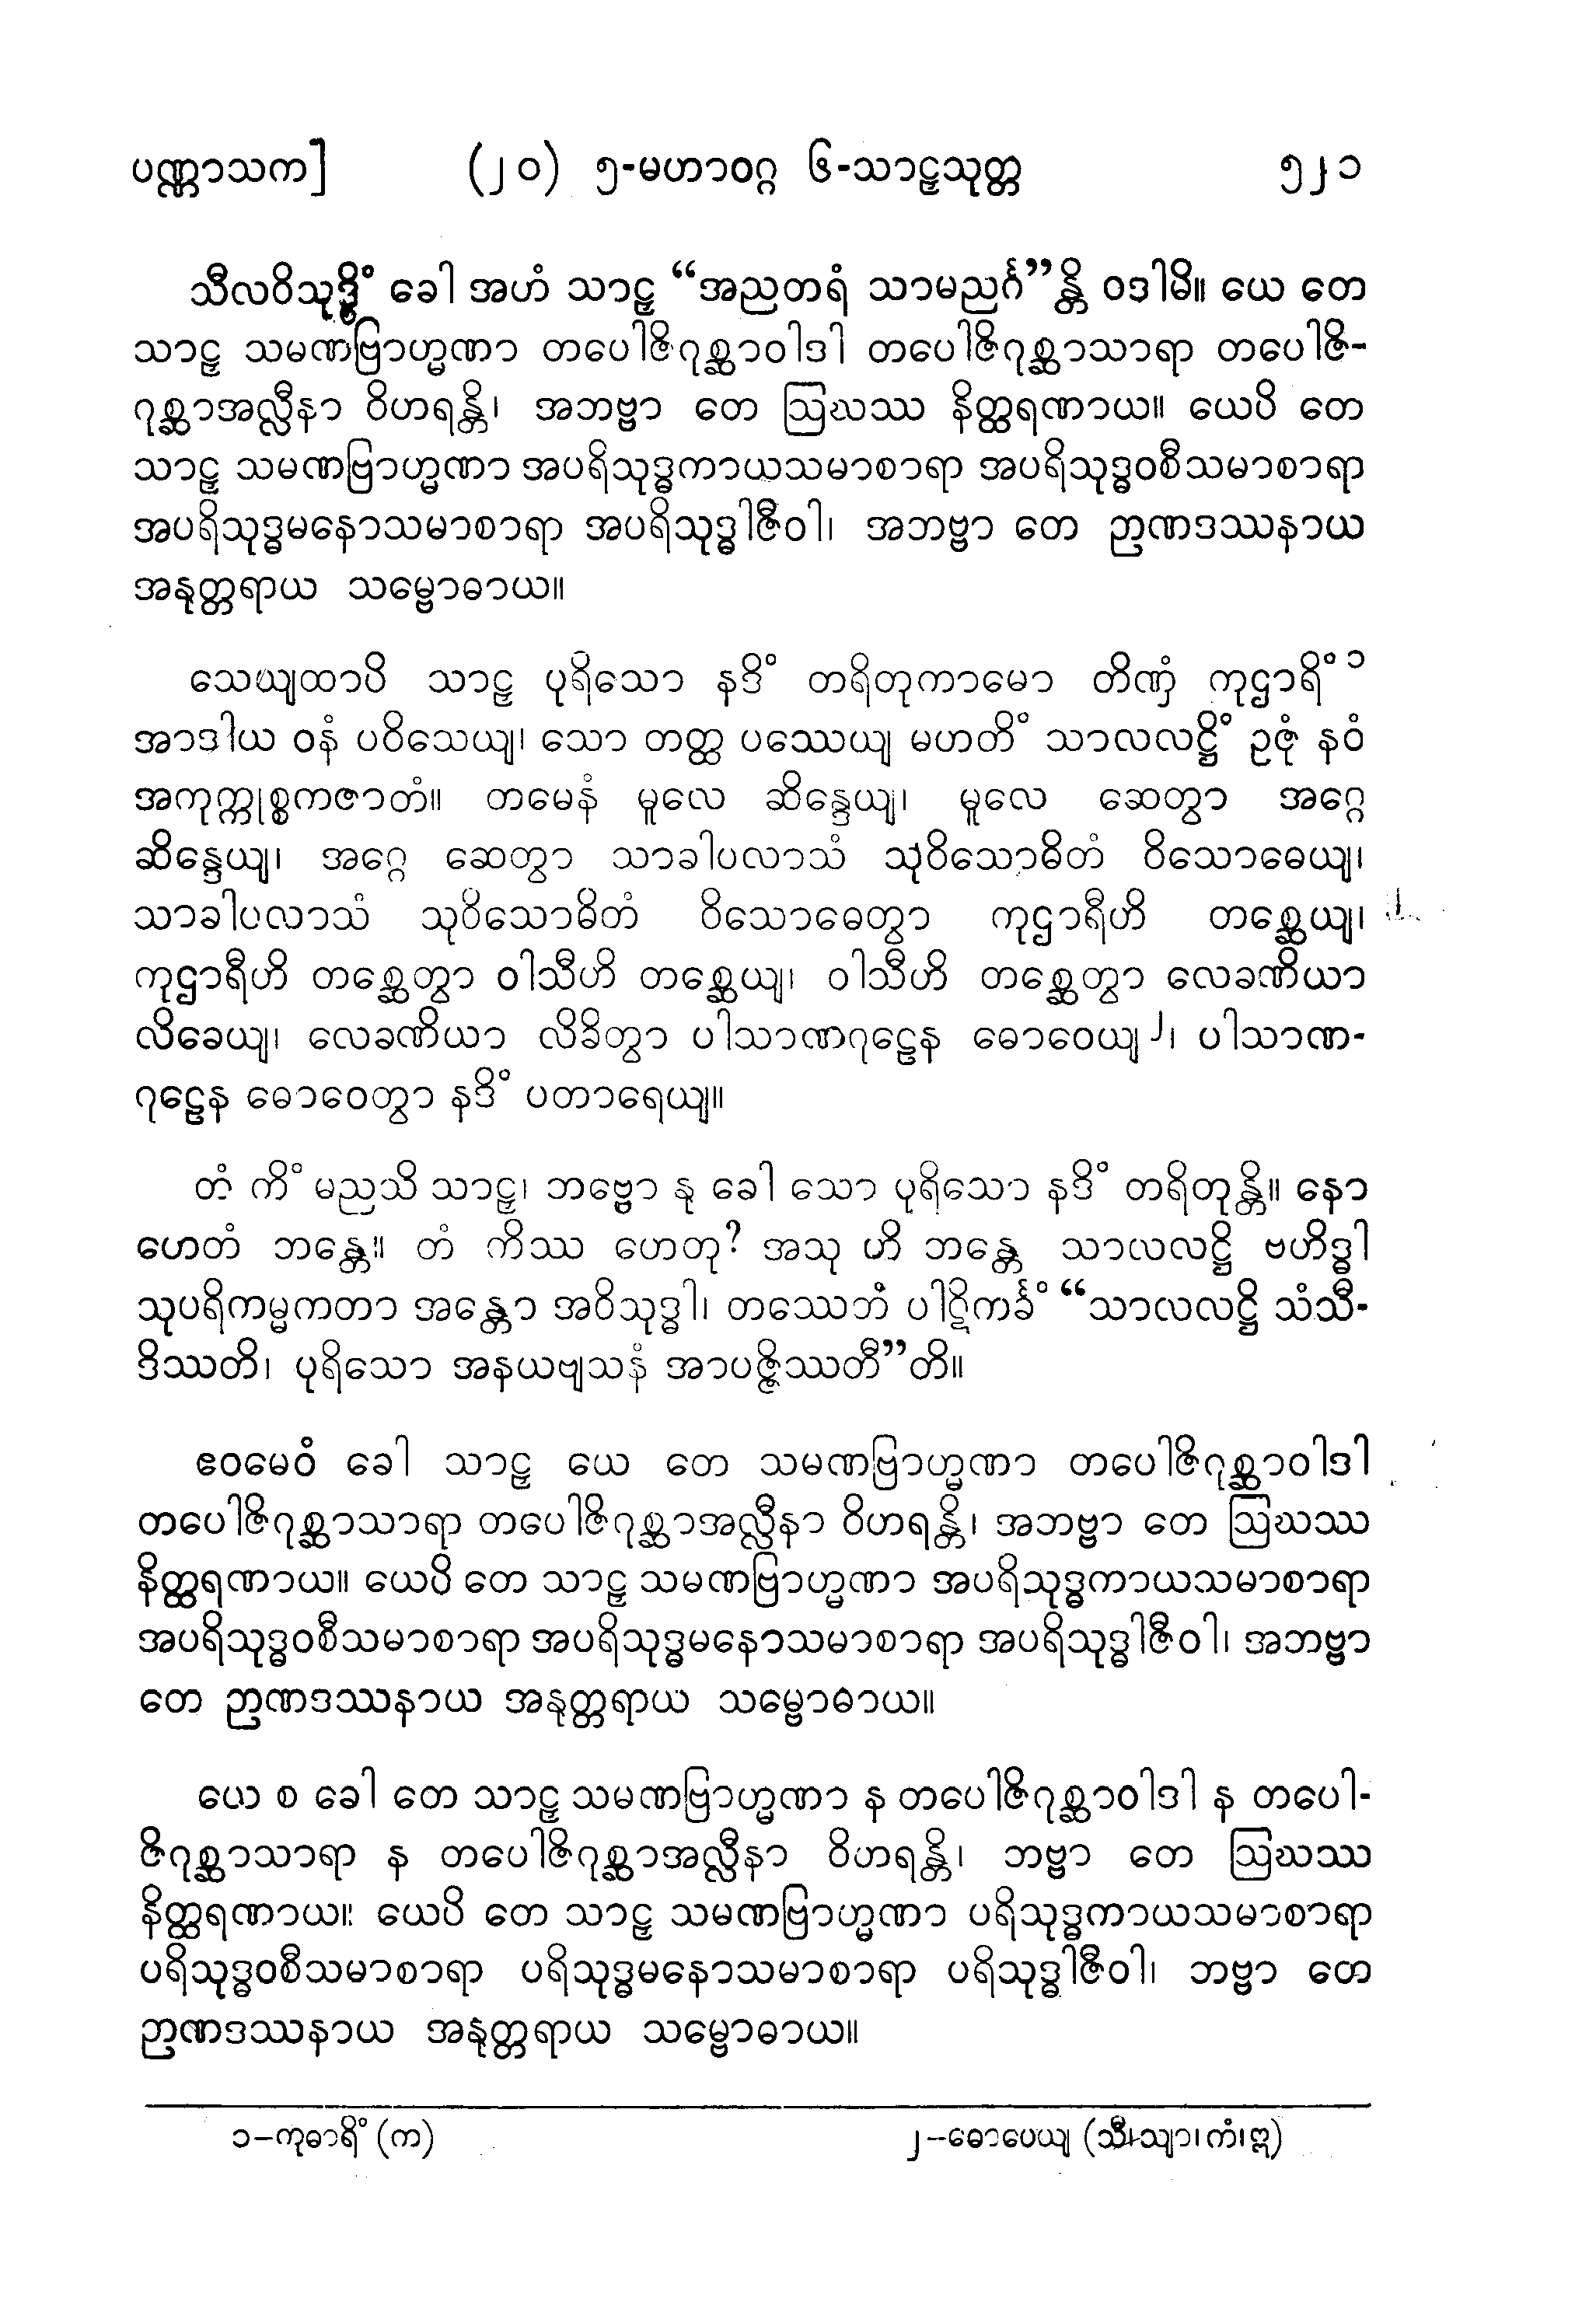 ပဏ္ဏာသက] (၂၀) ၅-မဟာဝဂ္ဂ ၆-သာဠှသုတ္တ ၅၂၁
သီလဝိသုဒ္ဓိံ ခေါ အဟံ သာဠှ “အညတရံ သာမညင်္ဂ”န္တိ ဝဒါမိ။ ယေ တေ
သာဠှ သမဏဗြာဟ္မဏာ တပေါဇိဂုစ္ဆာဝါဒါ တပေါဇိဂုစ္ဆာသာရာ တပေါဇိ-
ဂုစ္ဆာအလ္လီနာ ဝိဟရန္တိ၊ အဘဗ္ဗာ တေ ဩဃဿ နိတ္ထရဏာယ။ ယေပိ တေ
သာဠှ သမဏဗြာဟ္မဏာ အပရိသုဒ္ဓကာယသမာစာရာ အပရိသုဒ္ဓဝစီသမာစာရာ
အပရိသုဒ္ဓမနောသမာစာရာ အပရိသုဒ္ဓါဇီဝါ၊ အဘဗ္ဗာ တေ ဉာဏဒဿနာယ
အနုတ္တရာယ သမ္ဗောဓာယ။
သေယျထာပိ သာဠှ ပုရိသော နဒိံ တရိတုကာမော တိဏှံ ကုဌာရိံ ၁
အာဒါယ ဝနံ ပဝိသေယျ၊ သော တတ္ထ ပဿေယျ မဟတိံ သာလလဋ္ဌိံ ဥဇုံ နဝံ
အကုက္ကုစ္စကဇာတံ။ တမေနံ မူလေ ဆိန္ဒေယျ၊ မူလေ ဆေတွာ အဂ္ဂေ
ဆိန္ဒေယျ၊ အဂ္ဂေ ဆေတွာ သာခါပလာသံ သုဝိသောဓိတံ ဝိသောဓေယျ၊
သာခါပလာသံ သုဝိသောဓိတံ ဝိသောဓေတွာ ကုဌာရီဟိ တစ္ဆေယျ၊
ကုဌာရီဟိ တစ္ဆေတွာ ဝါသီဟိ တစ္ဆေယျ၊ ဝါသီဟိ တစ္ဆေတွာ လေခဏိယာ
လိခေယျ၊ လေခဏိယာ လိခိတွာ ပါသာဏဂုဠေန ဓောဝေယျ ၂၊ ပါသာဏ-
ဂုဠေန ဓောဝေတွာ နဒိံ ပတာရေယျ။
တံ ကိံ မညသိ သာဠှ၊ ဘဗ္ဗော နု ခေါ သော ပုရိသော နဒိံ တရိတုန္တိ။ နော
ဟေတံ ဘန္တေ။ တံ ကိဿ ဟေတု? အသု ဟိ ဘန္တေ သာလလဋ္ဌိ ဗဟိဒ္ဓါ
သုပရိကမ္မကတာ အန္တော အဝိသုဒ္ဓါ၊ တဿေတံ ပါဋိကင်္ခံ “သာလလဋ္ဌိ သံသီ-
ဒိဿတိ၊ ပုရိသော အနယဗျသနံ အာပဇ္ဇိဿတီ”တိ။
ဧဝမေဝံ ခေါ သာဠှ ယေ တေ သမဏဗြာဟ္မဏာ တပေါဇိဂုစ္ဆာဝါဒါ
တပေါဇိဂုစ္ဆာသာရာ တပေါဇိဂုစ္ဆာအလ္လီနာ ဝိဟရန္တိ၊ အဘဗ္ဗာ တေ ဩဃဿ
နိတ္ထရဏာယ။ ယေပိ တေ သာဠှ သမဏဗြာဟ္မဏာ အပရိသုဒ္ဓကာယသမာစာရာ
အပရိသုဒ္ဓဝစီသမာစာရာ အပရိသုဒ္ဓမနောသမာစာရာ အပရိသုဒ္ဓါဇီဝါ၊ အဘဗ္ဗာ
တေ ဉာဏဒဿနာယ အနုတ္တရာယ သမ္ဗောဓာယ။
ယေ စ ခေါ တေ သာဠှ သမဏဗြာဟ္မဏာ န တပေါဇိဂုစ္ဆာဝါဒါ န တပေါ-
ဇိဂုစ္ဆာသာရာ န တပေါဇိဂုစ္ဆာအလ္လီနာ ဝိဟရန္တိ၊ ဘဗ္ဗာ တေ ဩဃဿ
နိတ္ထရဏာယ။ ယေပိ တေ သာဠှ သမဏဗြာဟ္မဏာ ပရိသုဒ္ဓကာယသမာစာရာ
ပရိသုဒ္ဓဝစီသမာစာရာ ပရိသုဒ္ဓမနောသမာစာရာ ပရိသုဒ္ဓါဇီဝါ၊ ဘဗ္ဗာ တေ
ဉာဏဒဿနာယ အနုတ္တရာယ သမ္ဗောဓာယ။
၁-ကုဓာရိံ (က) ၂-ဓောပေယျ (သီ၊သျာ၊ကံ၊ဣ)